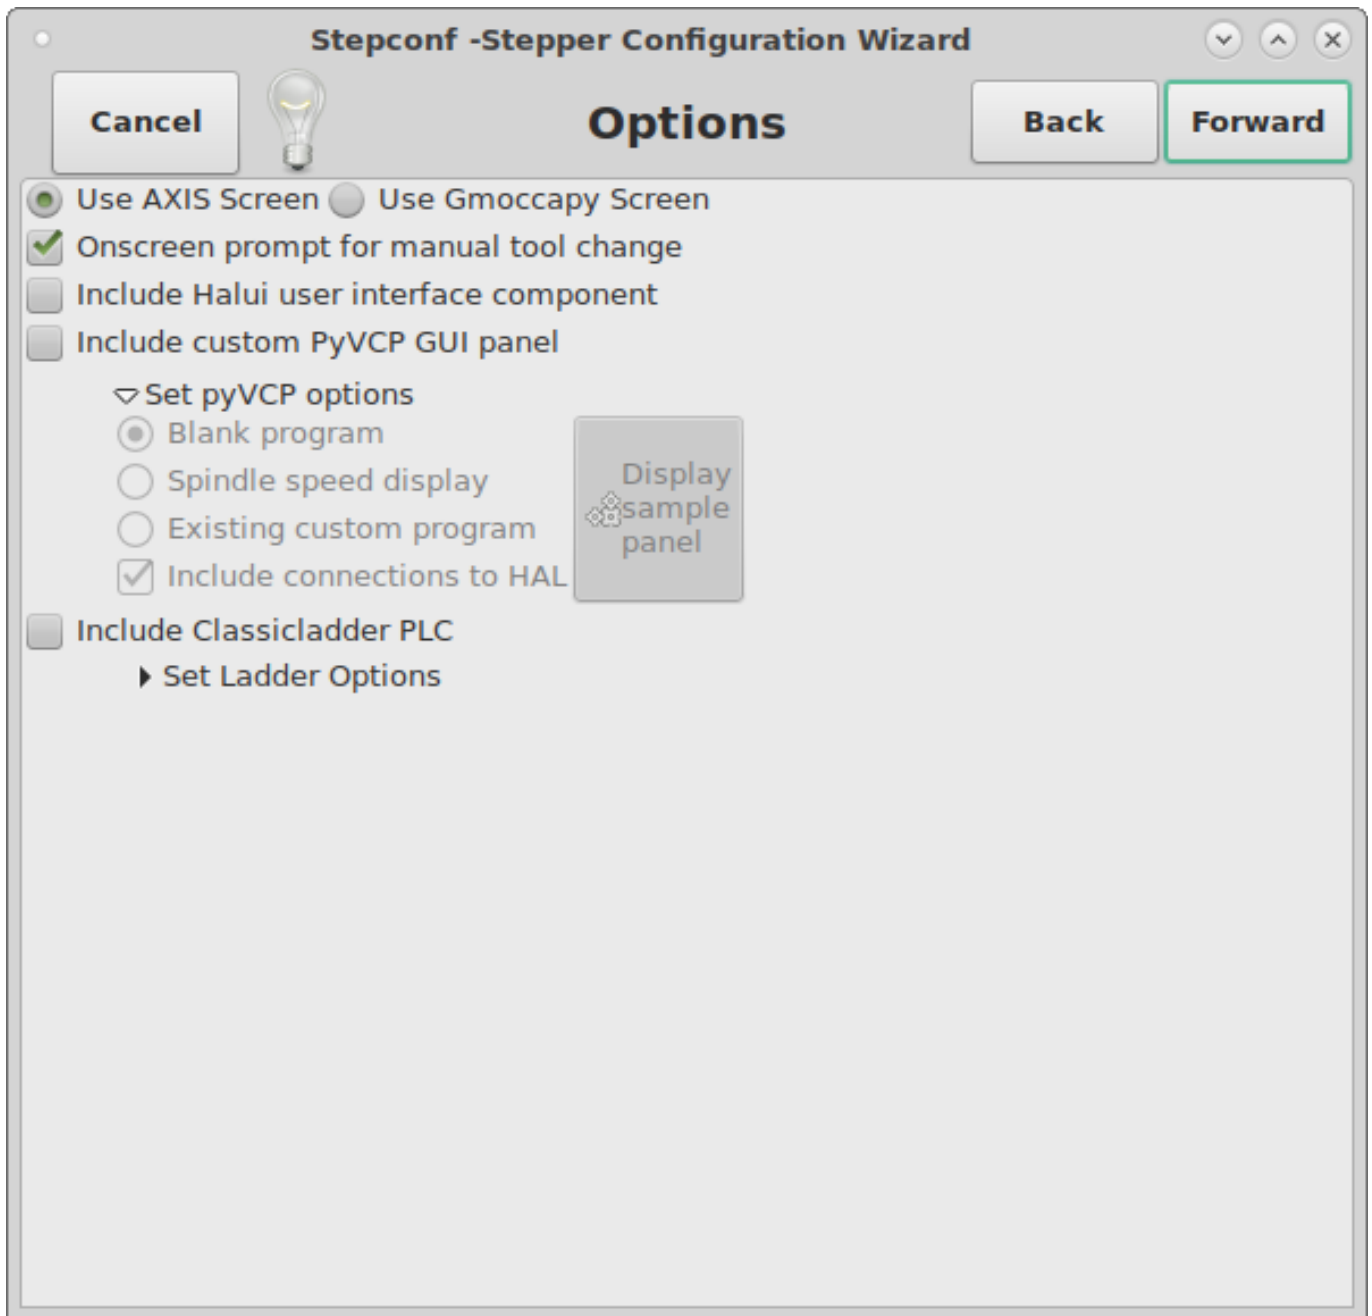 Stepconf -Stepper Configuration Wizard
Cancel
Options
Back
Forward
Use AXIS Screen
Use Gmoccapy Screen
Onscreen prompt for manual tool change
Include Halui user interface component
Include custom PyVCP GUI panel
Set pyVCP options
Blank program
Spindle speed display
Existing custom program
Include connections to HAL
Display
sample
panel
Include Classicladder PLC
Set Ladder Options